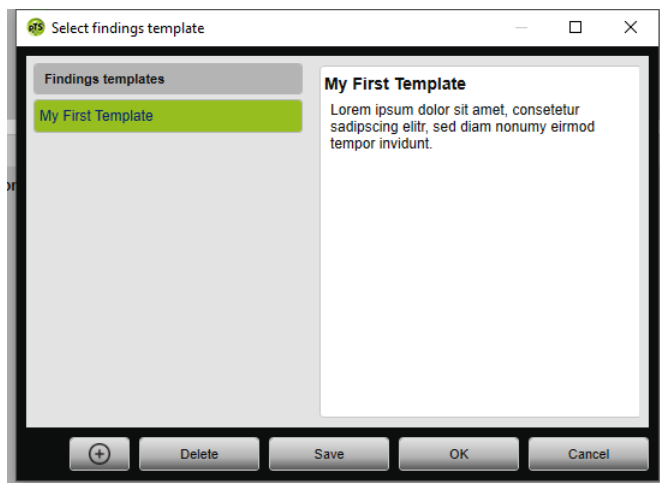 pTS Select findings template
Findings templates
My First Template
My First Template
Lorem ipsum dolor sit amet, consetetur
sadipscing elitr, sed diam nonumy eirmod
tempor invidunt.
Delete Save OK Cancel